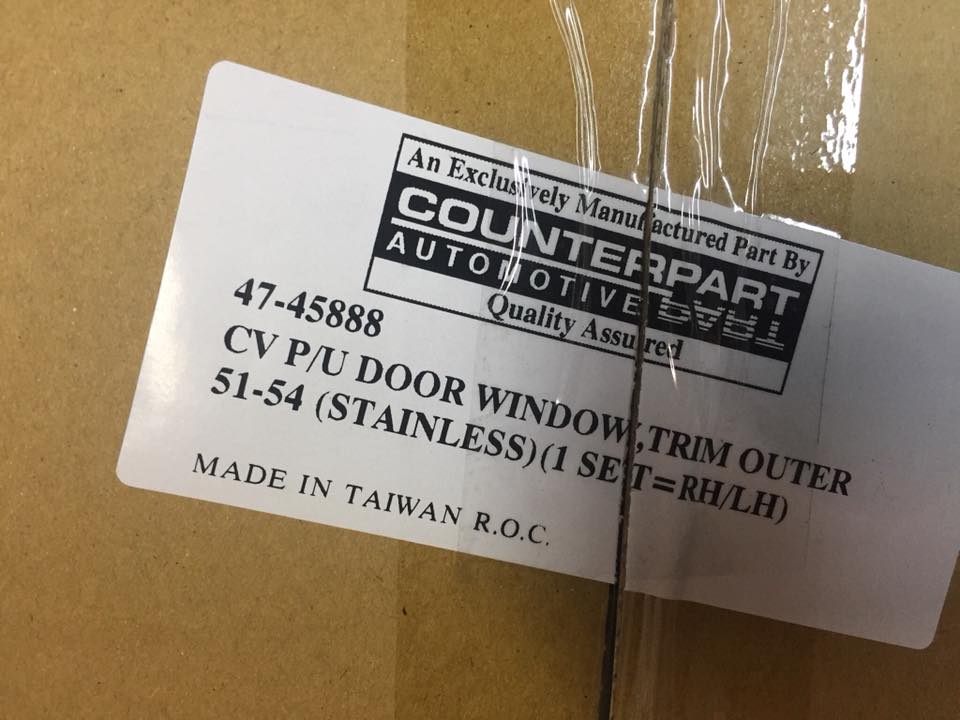 An Exclusively Manufactured Part By
COUNTERPART
AUTOMOTIVE PART
Quality Assured
47-45888
CV P/U DOOR WINDOW,TRIM OUTER
51-54 (STAINLESS)(1 SET=RH/LH)
MADE IN TAIWAN R.O.C.